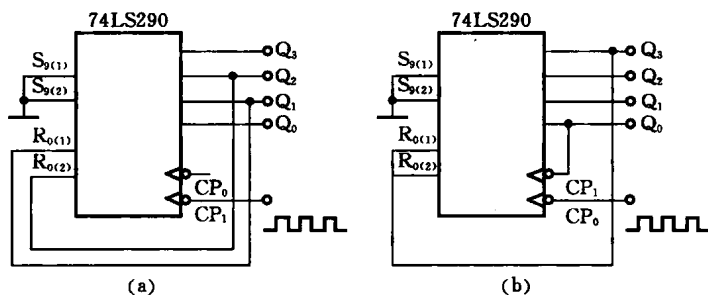 74LS290
S₉₍₁₎
S₉₍₂₎
R₀₍₁₎
R₀₍₂₎
Q₃
Q₂
Q₁
Q₀
CP₀
CP₁
(a)
74LS290
S₉₍₁₎
S₉₍₂₎
R₀₍₁₎
R₀₍₂₎
Q₃
Q₂
Q₁
Q₀
CP₁
CP₀
(b)